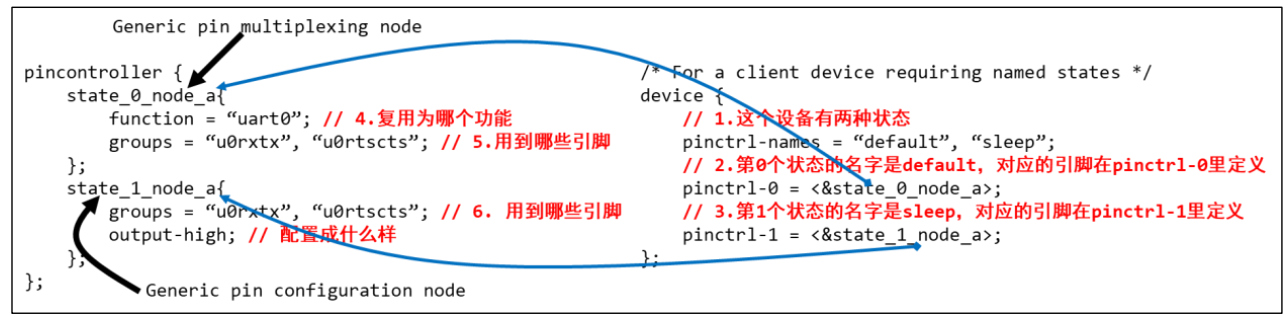 Generic pin multiplexing node
pincontroller {
state_0_node_a{
function = “uart0”; // 4.复用为哪个功能
groups = “u0rxtx”, “u0rtscts”; // 5.用到哪些引脚
};
state_1_node_a{
groups = “u0rxtx”, “u0rtscts”; // 6. 用到哪些引脚
output-high; // 配置成什么样
};
};
Generic pin configuration node
/* For a client device requiring named states */
device {
// 1.这个设备有两种状态
pinctrl-names = “default”, “sleep”;
// 2.第0个状态的名字是default，对应的引脚在pinctrl-0里定义
pinctrl-0 = <&state_0_node_a>;
// 3.第1个状态的名字是sleep，对应的引脚在pinctrl-1里定义
pinctrl-1 = <&state_1_node_a>;
};